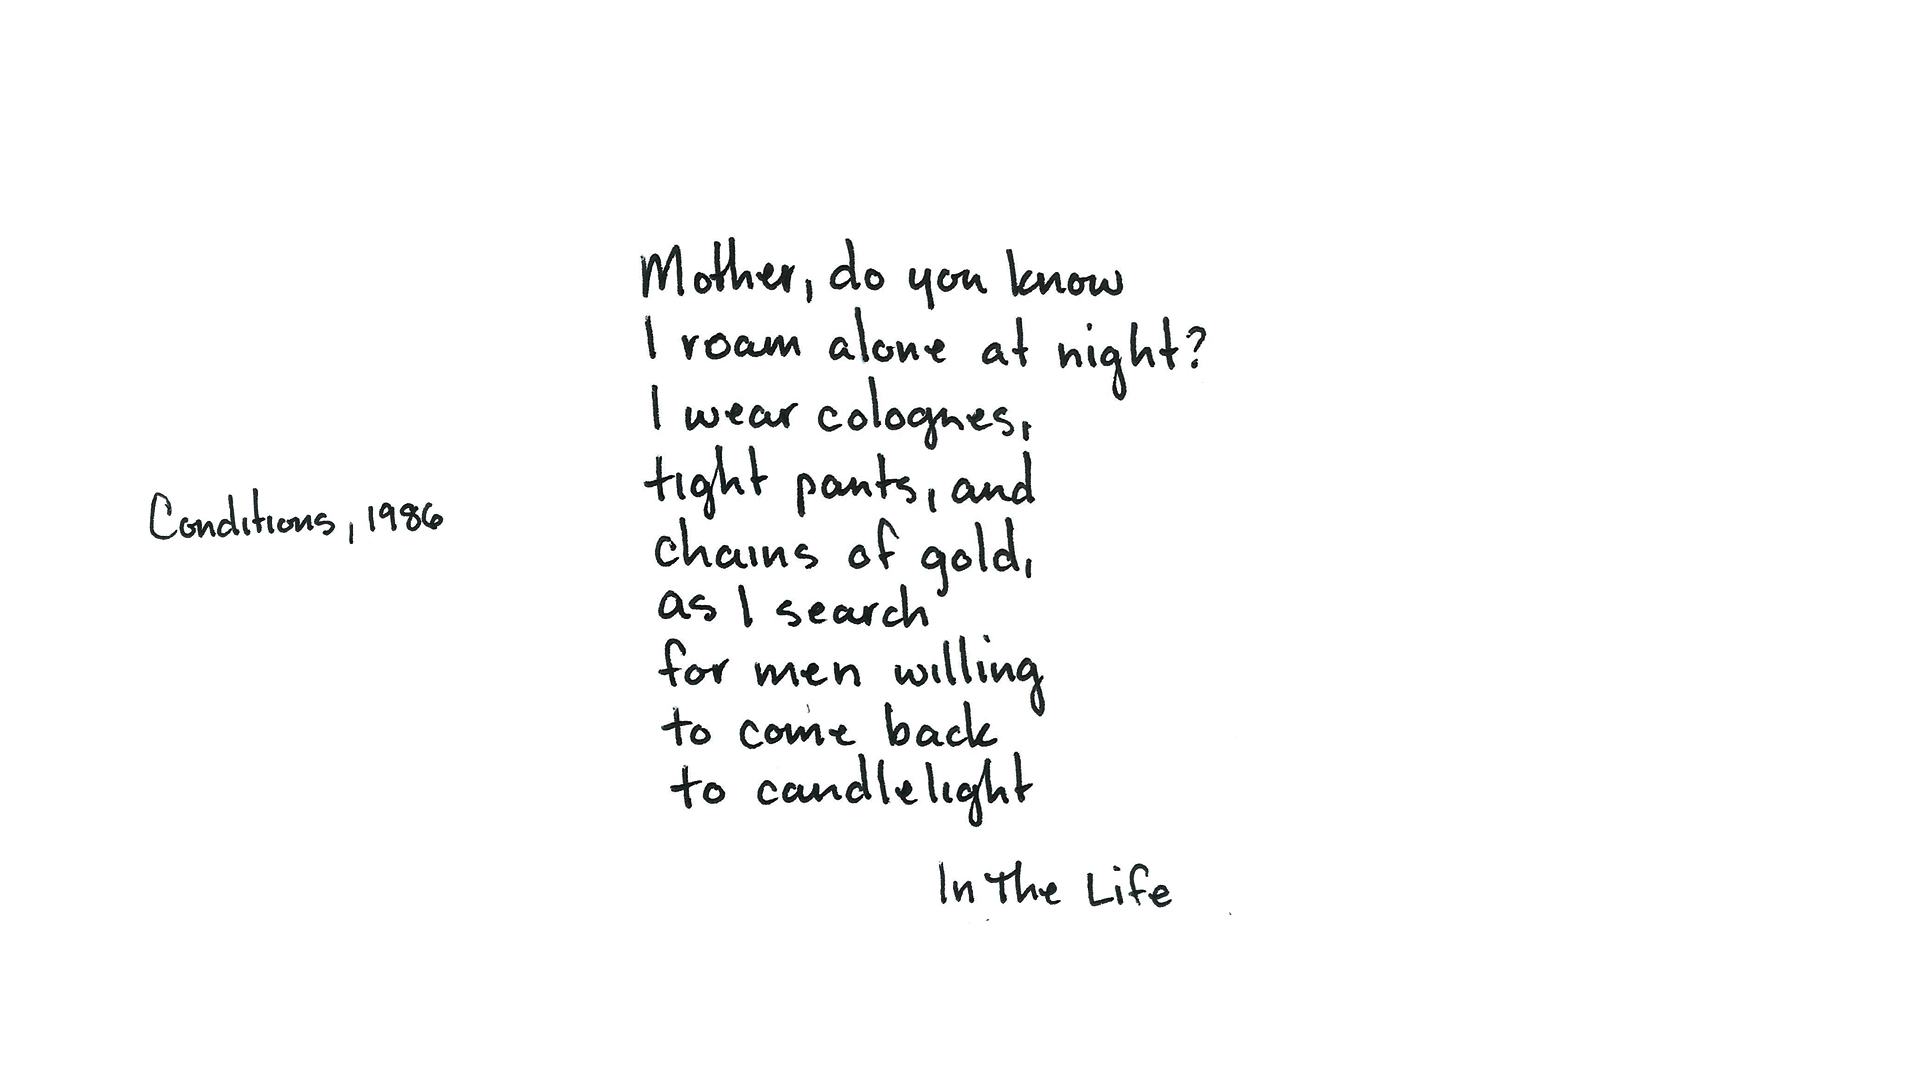 Conditions, 1986
Mother, do you know
I roam alone at night?
I wear colognes,
tight pants, and
chains of gold,
as I search
for men willing
to come back
to candlelight
In The Life